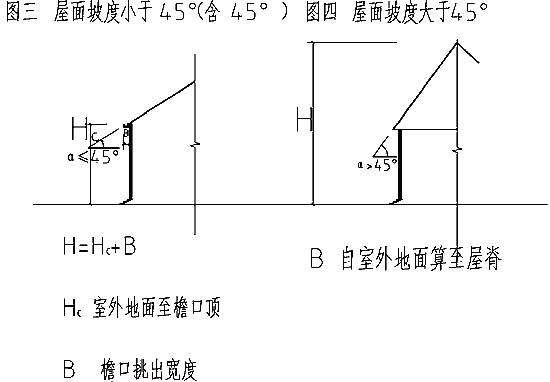 图三 屋面坡度小于45°(含 45° ) 图四 屋面坡度大于45°
H
Hc
B
α≤45°
α>45°
H=Hc+B
B 自室外地面算至屋脊
Hc 室外地面至檐口顶
B 檐口挑出宽度